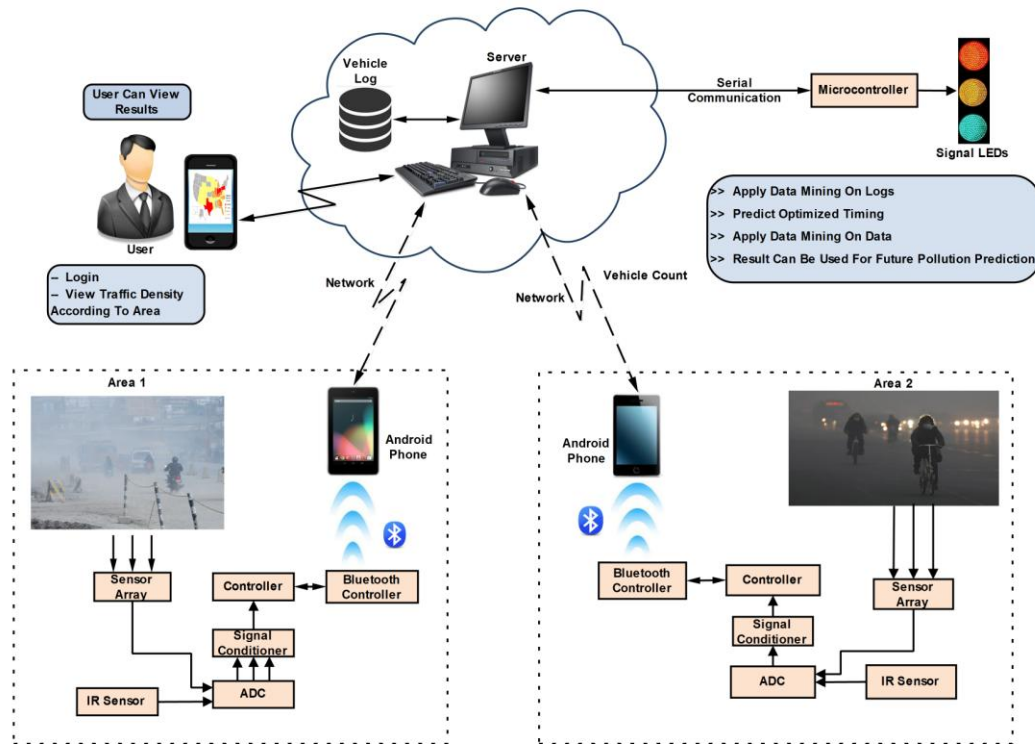 Vehicle
Log
Server
Serial
Communication
Microcontroller
Signal LEDs
User Can View
Results
User
– Login
– View Traffic Density
According To Area
>> Apply Data Mining On Logs
>> Predict Optimized Timing
>> Apply Data Mining On Data
>> Result Can Be Used For Future Pollution Prediction
Network
Network
Vehicle Count
Area 1
Android
Phone
Sensor
Array
Controller
Bluetooth
Controller
Signal
Conditioner
IR Sensor
ADC
Area 2
Android
Phone
Bluetooth
Controller
Controller
Sensor
Array
Signal
Conditioner
ADC
IR Sensor